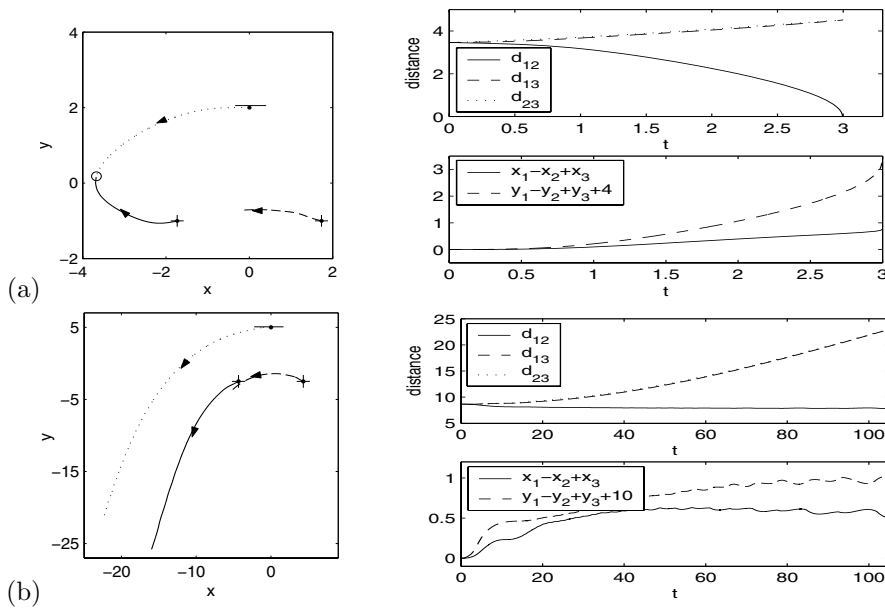 4
2
0
−2
−4
−2
0
2
y
x
(a)
4
2
0
distance
d12
d13
d23
0
0.5
1
1.5
2
2.5
3
t
3
2
1
0
x1−x2+x3
y1−y2+y3+4
0
0.5
1
1.5
2
2.5
3
t
5
−5
−15
−25
−20
−10
0
y
x
(b)
25
20
15
10
5
distance
d12
d13
d23
0
20
40
60
80
100
t
1
0.5
0
x1−x2+x3
y1−y2+y3+10
0
20
40
60
80
100
t